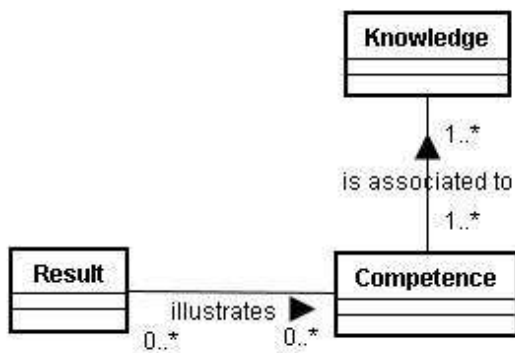 Knowledge
1..*
is associated to
1..*
Result
Competence
illustrates
0..*
0..*